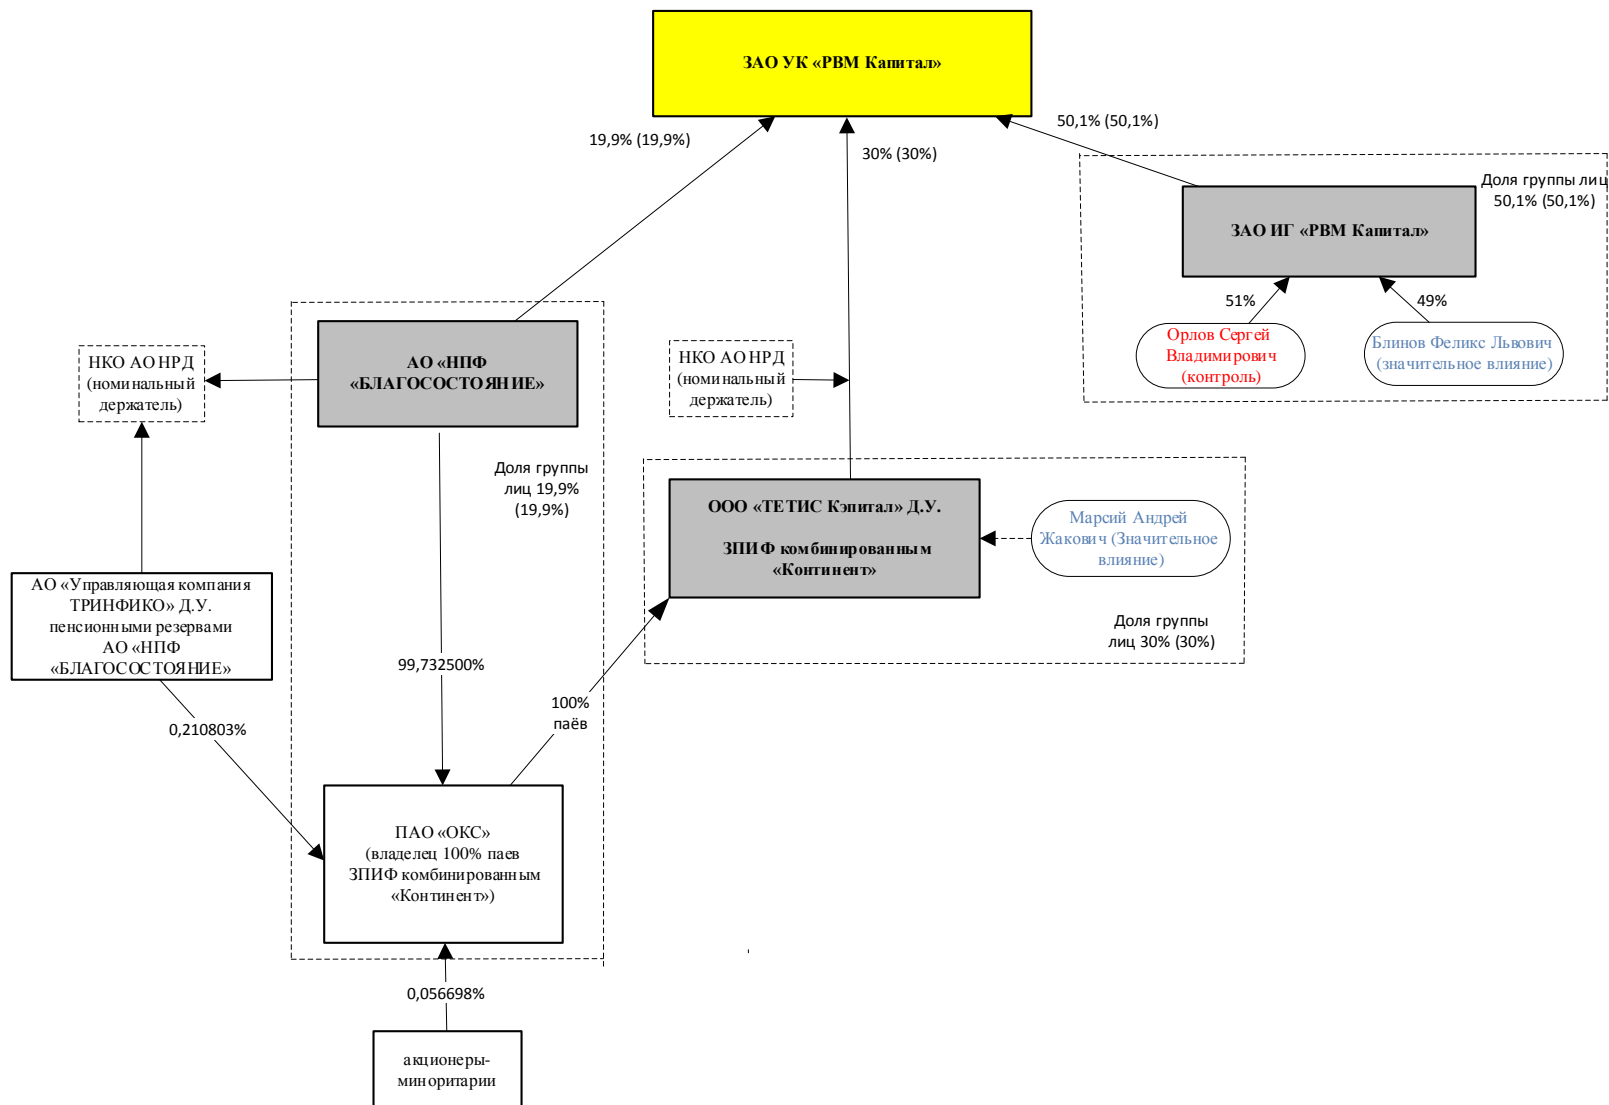 ЗАО УК «РВМ Капитал»
19,9% (19,9%)
30% (30%)
50,1% (50,1%)
Доля группы лиц
50,1% (50,1%)
ЗАО ИГ «РВМ Капитал»
51%
49%
Орлов Сергей
Владимирович
(контроль)
Блинов Феликс Львович
(значительное влияние)
НКО АО НРД
(номинальный
держатель)
АО «НПФ
«БЛАГОСОСТОЯНИЕ»
НКО АО НРД
(номинальный
держатель)
Доля группы
лиц 19,9%
(19,9%)
ООО «ТЕТИС Кэпитал» Д.У.
ЗПИФ комбинированным
«Континент»
Марсий Андрей
Жакович (Значительное
влияние)
Доля группы
лиц 30% (30%)
АО «Управляющая компания
ТРИНФИКО» Д.У.
пенсионными резервами
АО «НПФ
«БЛАГОСОСТОЯНИЕ»
99,732500%
100%
паёв
0,210803%
ПАО «ОКС»
(владелец 100% паев
ЗПИФ комбинированным
«Континент»)
0,056698%
акционеры-
миноритарии